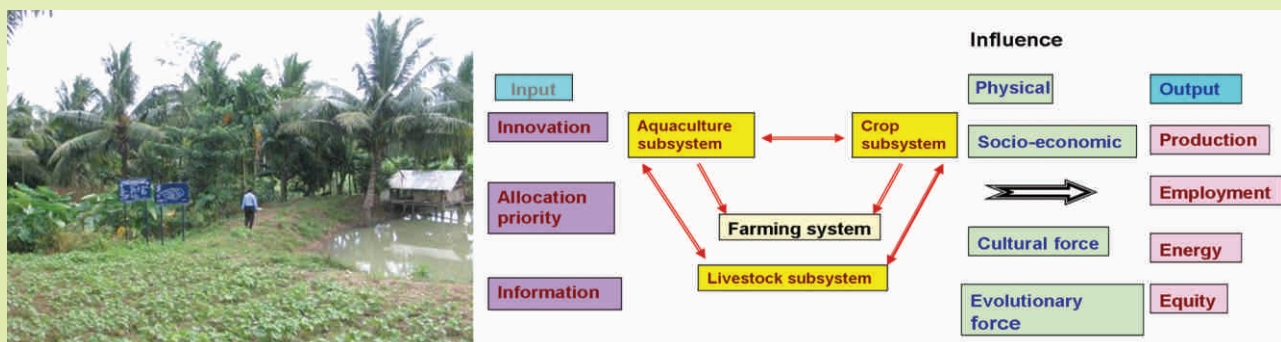 Influence
Input
Physical
Output
Innovation
Aquaculture
subsystem
Crop
subsystem
Socio-economic
Production
Allocation
priority
Employment
Farming system
Cultural force
Energy
Livestock subsystem
Information
Evolutionary
force
Equity